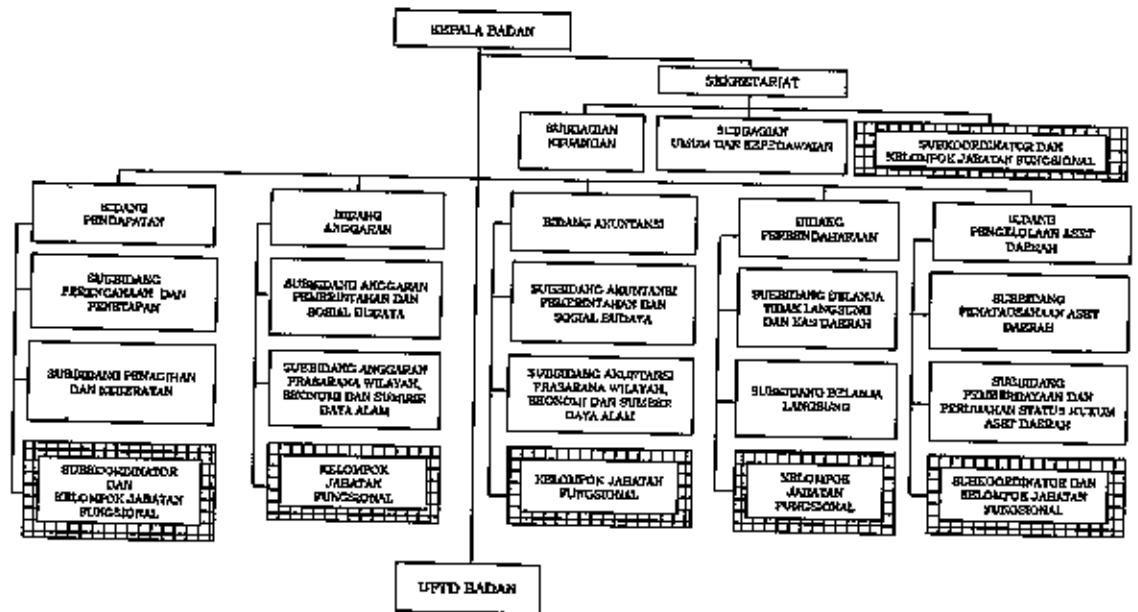 KEPALA BADAN
SEKRETARIAT
SUBBAGIAN
KEUANGAN
SUBBAGIAN
UMUM DAN KEPEGAWAIAN
SUBKOORDINATOR DAN
KELOMPOK JABATAN FUNGSIONAL
BIDANG
PENDAPATAN
SUBBIDANG
PERENCANAAN DAN
PENETAPAN
SUBBIDANG PENAGIHAN
DAN KEBERATAN
SUBKOORDINATOR
DAN
KELOMPOK JABATAN
FUNGSIONAL
BIDANG
ANGGARAN
SUBBIDANG ANGGARAN
PEMERINTAHAN DAN
SOSIAL BUDAYA
SUBBIDANG ANGGARAN
PRASARANA WILAYAH,
EKONOMI DAN SUMBER
DAYA ALAM
KELOMPOK
JABATAN
FUNGSIONAL
BIDANG AKUNTANSI
SUBBIDANG AKUNTANSI
PEMERINTAHAN DAN
SOSIAL BUDAYA
SUBBIDANG AKUNTANSI
PRASARANA WILAYAH,
EKONOMI DAN SUMBER
DAYA ALAM
KELOMPOK JABATAN
FUNGSIONAL
BIDANG
PERBENDAHARAAN
SUBBIDANG BELANJA
TIDAK LANGSUNG
DAN KAS DAERAH
SUBBIDANG BELANJA
LANGSUNG
KELOMPOK
JABATAN
FUNGSIONAL
BIDANG
PENGELOLAAN ASET
DAERAH
SUBBIDANG
PENATAUSAHAAN ASET
DAERAH
SUBBIDANG
PEMBERDAYAAN DAN
PERUBAHAN STATUS HUKUM
ASET DAERAH
SUBKOORDINATOR DAN
KELOMPOK JABATAN
FUNGSIONAL
UPTD BADAN